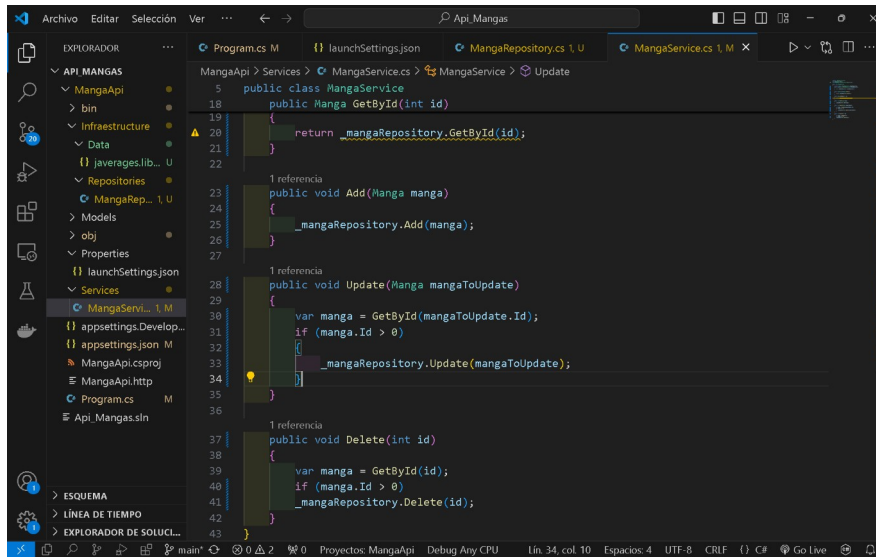 Archivo Editar Selección Ver ··· Api_Mangas
EXPLORADOR ···
API_MANGAS
MangaApi
bin
Infraestructure
Data
{} javerages.lib... U
Repositories
MangaRep... 1, U
Models
obj
Properties
{} launchSettings.json
Services
MangaServi... 1, M
{} appsettings.Develop...
{} appsettings.json M
MangaApi.csproj
MangaApi.http
Program.cs M
Api_Mangas.sln
ESQUEMA
LÍNEA DE TIEMPO
EXPLORADOR DE SOLUCI...
20
1
1
Program.cs M {} launchSettings.json MangaRepository.cs 1, U MangaService.cs 1, M
MangaApi > Services > MangaService.cs > MangaService > Update
5 public class MangaService
18 public Manga GetById(int id)
19 {
20 return _mangaRepository.GetById(id);
21 }
22
1 referencia
23 public void Add(Manga manga)
24 {
25 _mangaRepository.Add(manga);
26 }
27
1 referencia
28 public void Update(Manga mangaToUpdate)
29 {
30 var manga = GetById(mangaToUpdate.Id);
31 if (manga.Id > 0)
32 {
33 _mangaRepository.Update(mangaToUpdate);
34 }
35 }
36
1 referencia
37 public void Delete(int id)
38 {
39 var manga = GetById(id);
40 if (manga.Id > 0)
41 _mangaRepository.Delete(id);
42 }
43 }
main* 0 2 0 Proyectos: MangaApi Debug Any CPU Lín. 34, col. 10 Espacios: 4 UTF-8 CRLF {} C# Go Live